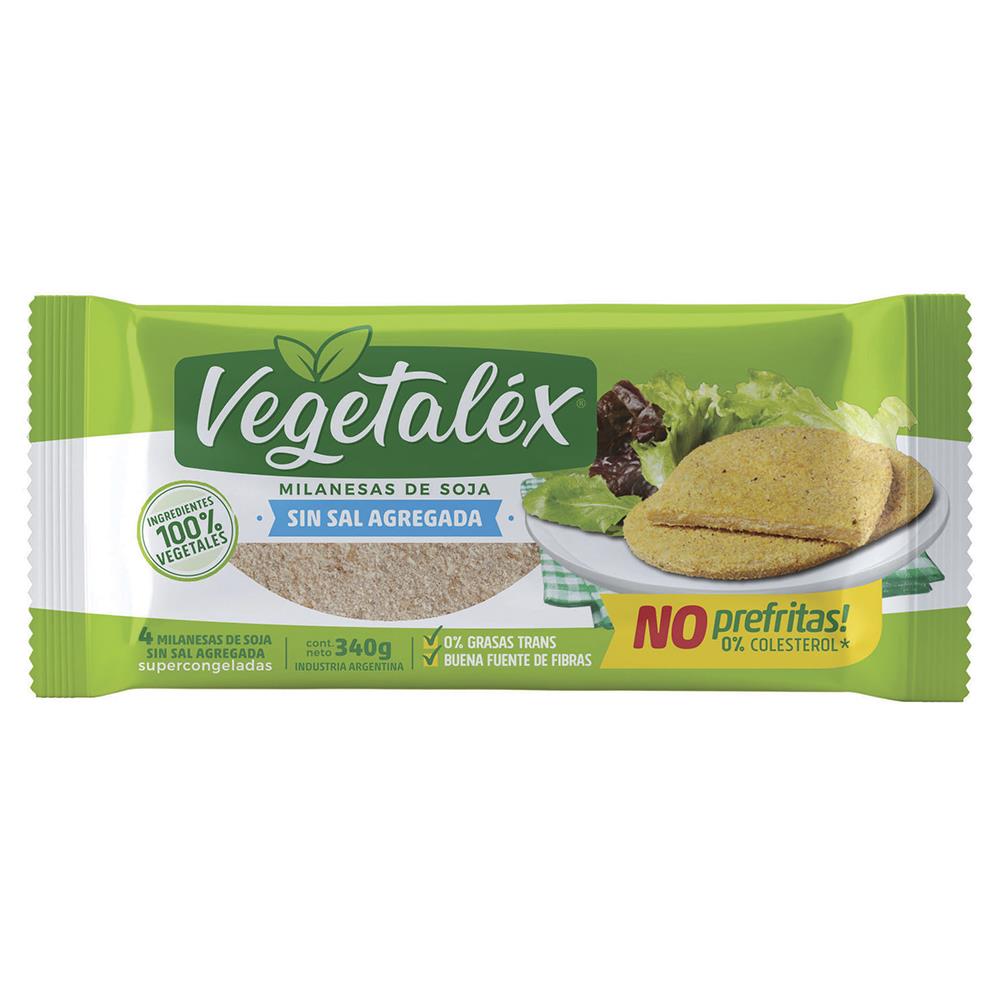 Vegetaléx®
MILANESAS DE SOJA
• SIN SAL AGREGADA •
INGREDIENTES
100%
VEGETALES
4 MILANESAS DE SOJA
SIN SAL AGREGADA
supercongeladas
cont.
neto 340g
INDUSTRIA ARGENTINA
0% GRASAS TRANS
BUENA FUENTE DE FIBRAS
NO prefritas!
0% COLESTEROL*